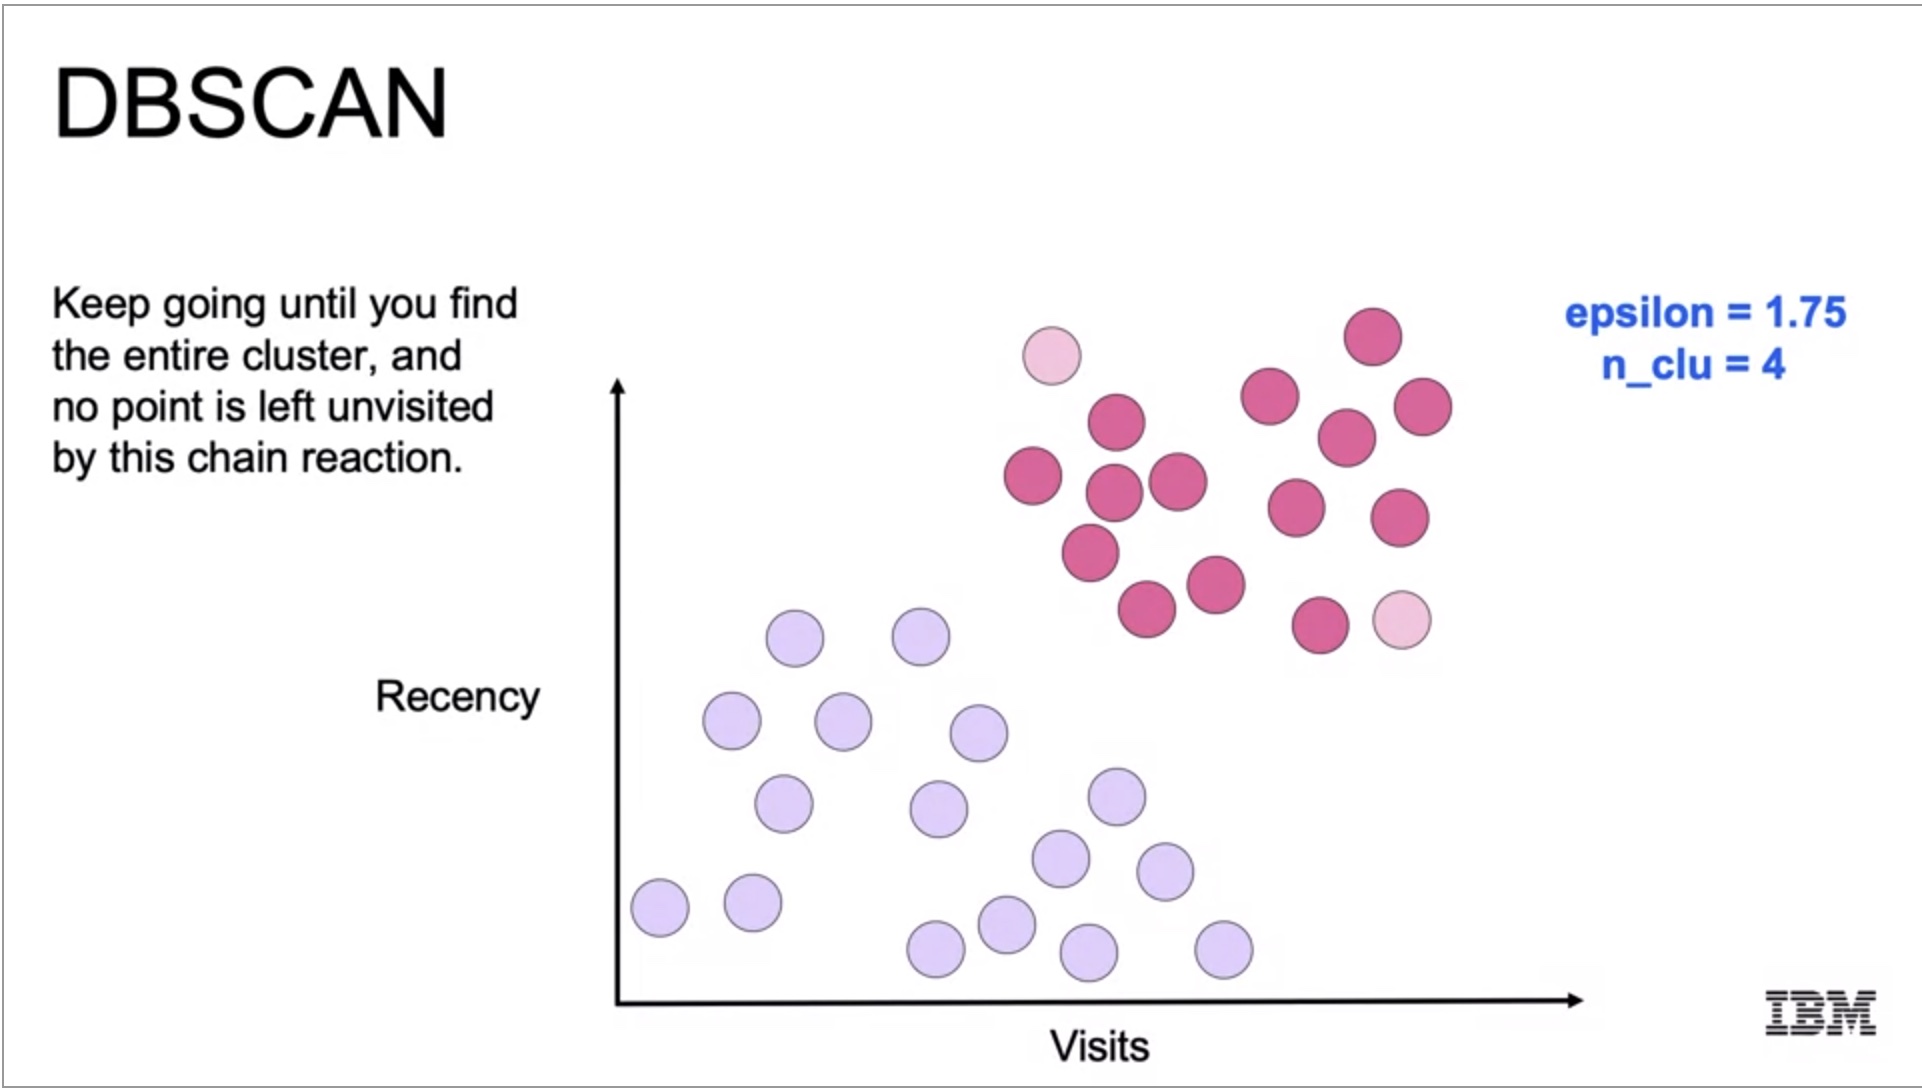 DBSCAN
Keep going until you find
the entire cluster, and
no point is left unvisited
by this chain reaction.
epsilon = 1.75
n_clu = 4
Recency
Visits
IBM